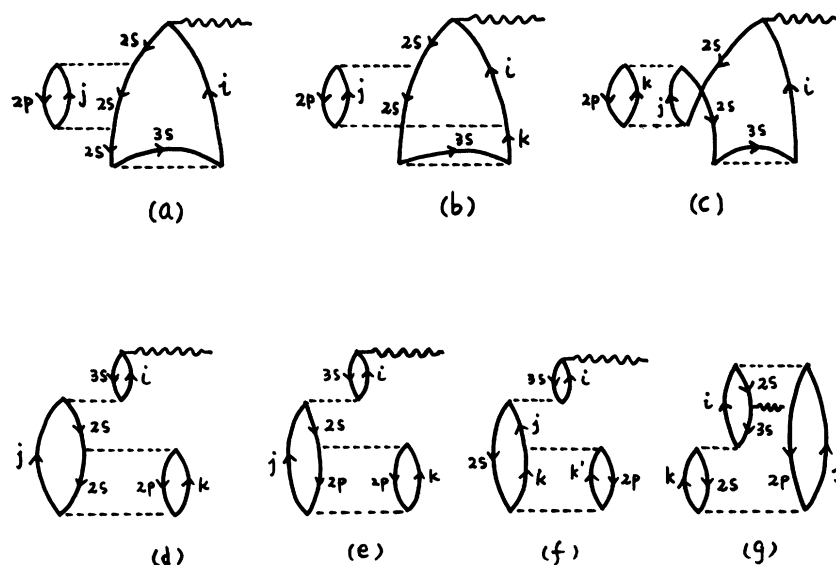 2s 2s 2s
2p j 2s i 2p j 2s i 2p k j 2s i
2s 3s 3s k 3s
(a) (b) (c)
3s i 3s i 3s i i 2s 3s
j 2s j 2s j
2s 2p k 2p 2p k 2s k k' 2p k 2s 2p j
(d) (e) (f) (g)